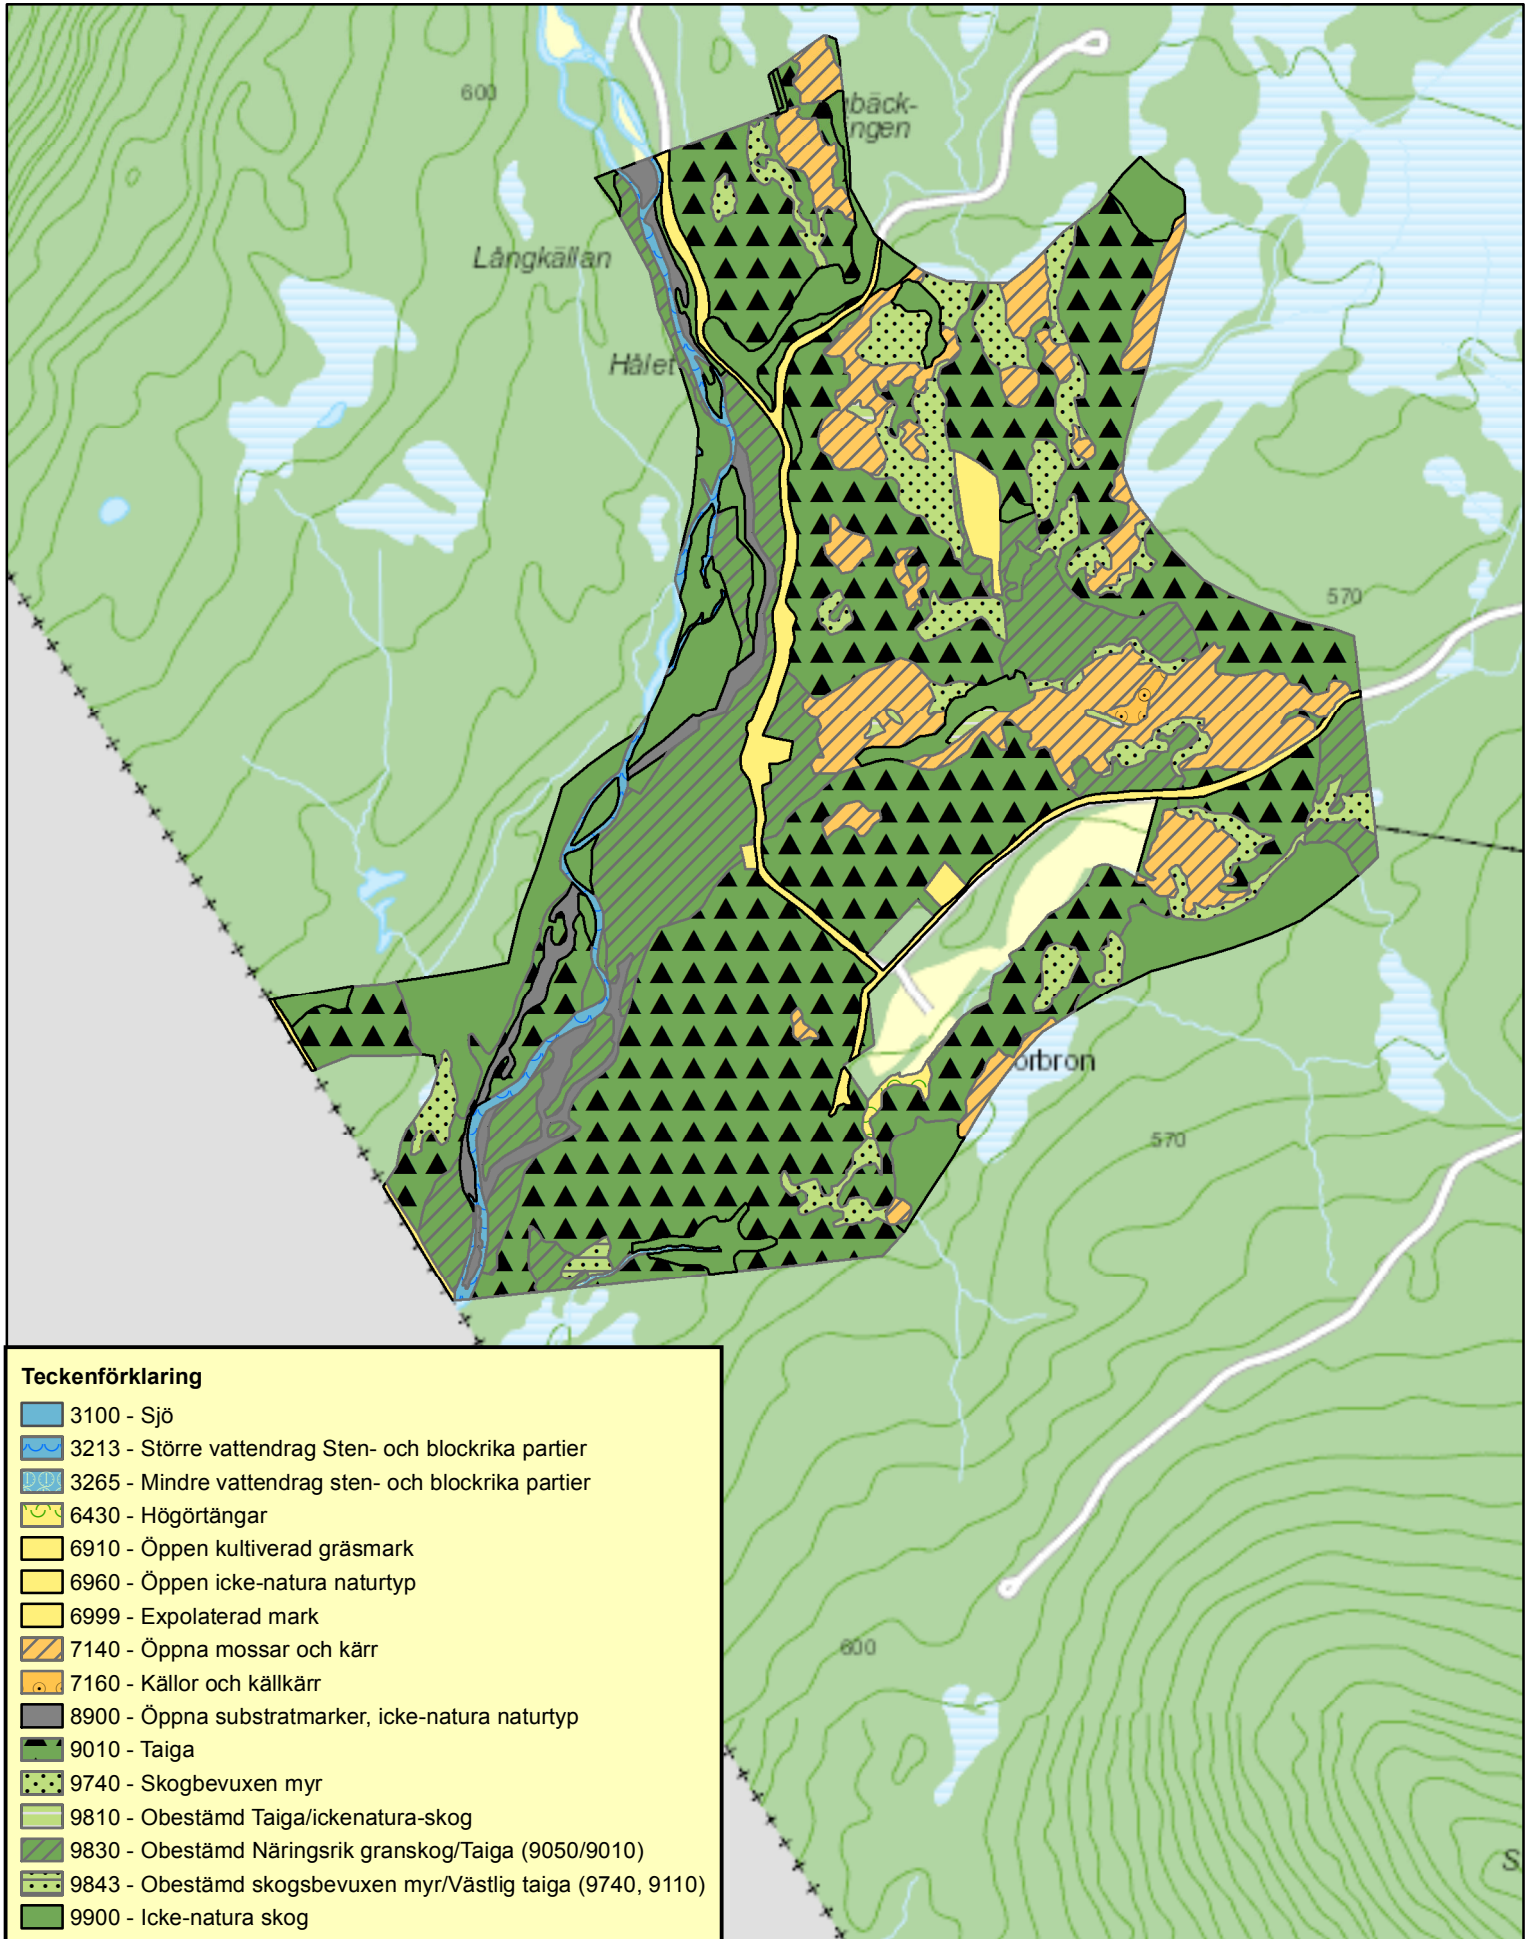 600
bäck-
ngen
Långkällan
Hålet
570
orbron
570
600
S
Teckenförklaring
3100 - Sjö
3213 - Större vattendrag Sten- och blockrika partier
3265 - Mindre vattendrag sten- och blockrika partier
6430 - Högörtängar
6910 - Öppen kultiverad gräsmark
6960 - Öppen icke-natura naturtyp
6999 - Expolaterad mark
7140 - Öppna mossar och kärr
7160 - Källor och källkärr
8900 - Öppna substratmarker, icke-natura naturtyp
9010 - Taiga
9740 - Skogbevuxen myr
9810 - Obestämd Taiga/ickenatura-skog
9830 - Obestämd Näringsrik granskog/Taiga (9050/9010)
9843 - Obestämd skogsbevuxen myr/Västlig taiga (9740, 9110)
9900 - Icke-natura skog